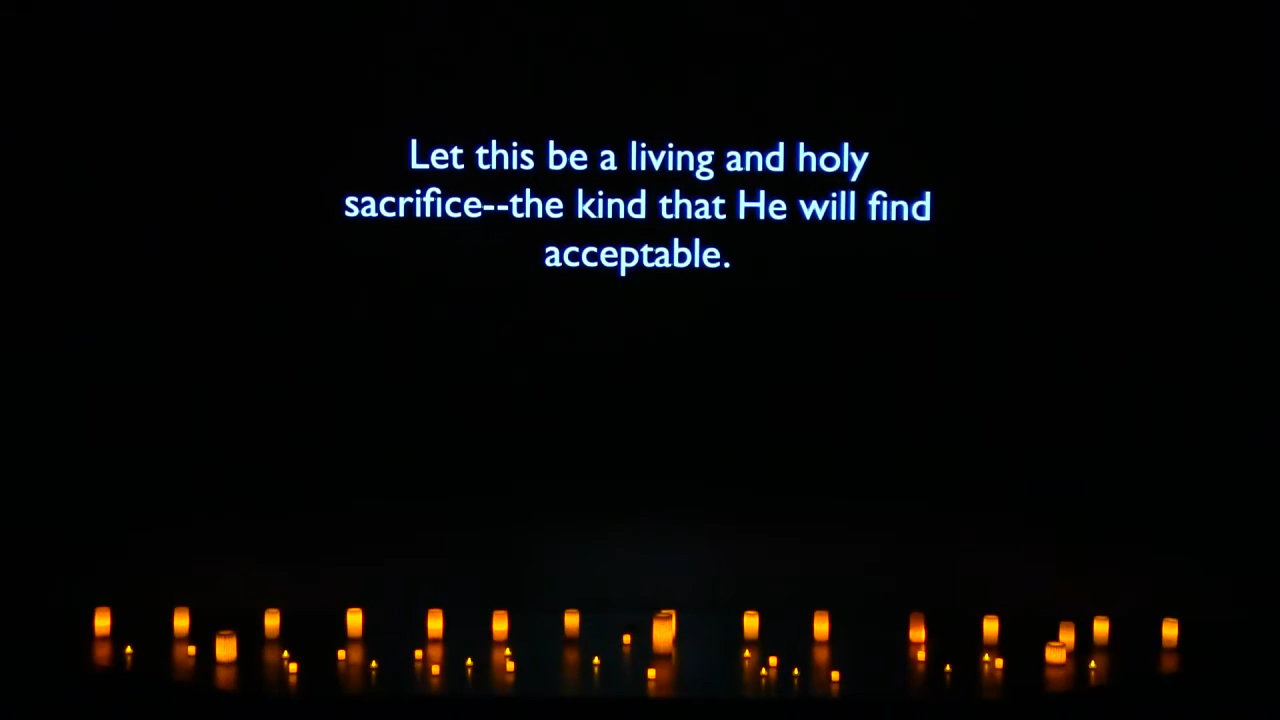 Let this be a living and holy
sacrifice--the kind that He will find
acceptable.